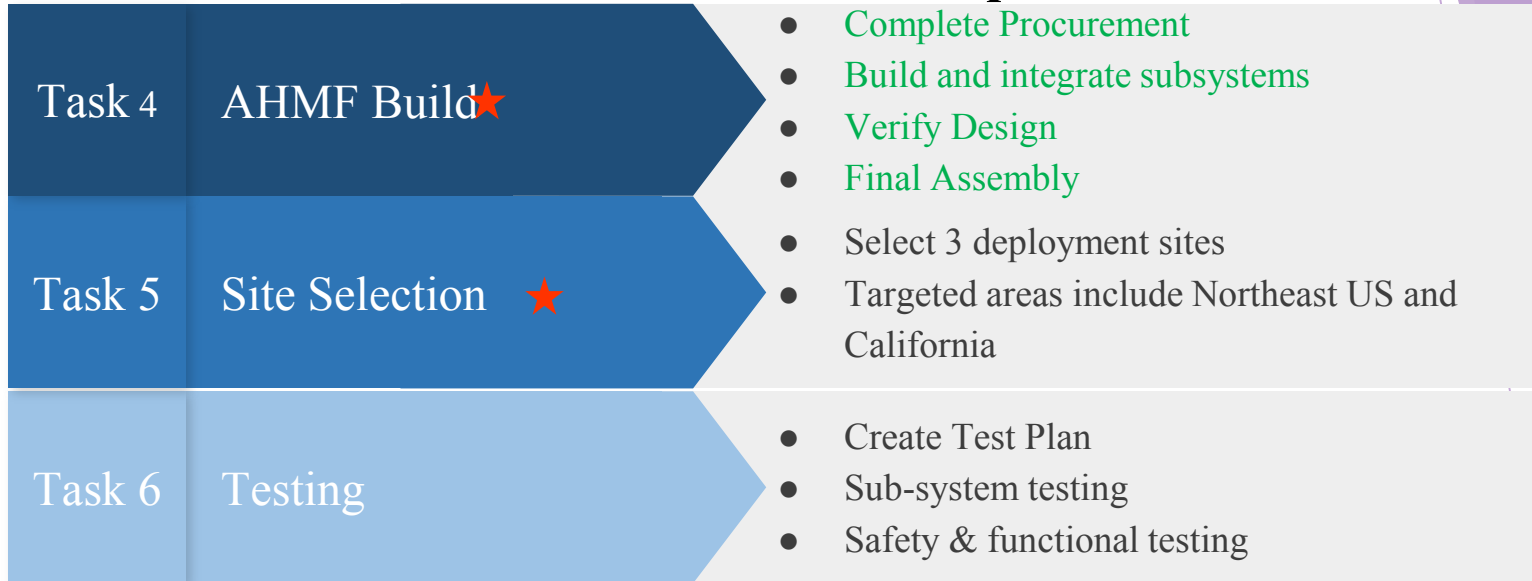 Task 4
AHMF Build
● Complete Procurement
● Build and integrate subsystems
● Verify Design
● Final Assembly
Task 5
Site Selection
● Select 3 deployment sites
● Targeted areas include Northeast US and
California
Task 6
Testing
● Create Test Plan
● Sub-system testing
● Safety & functional testing